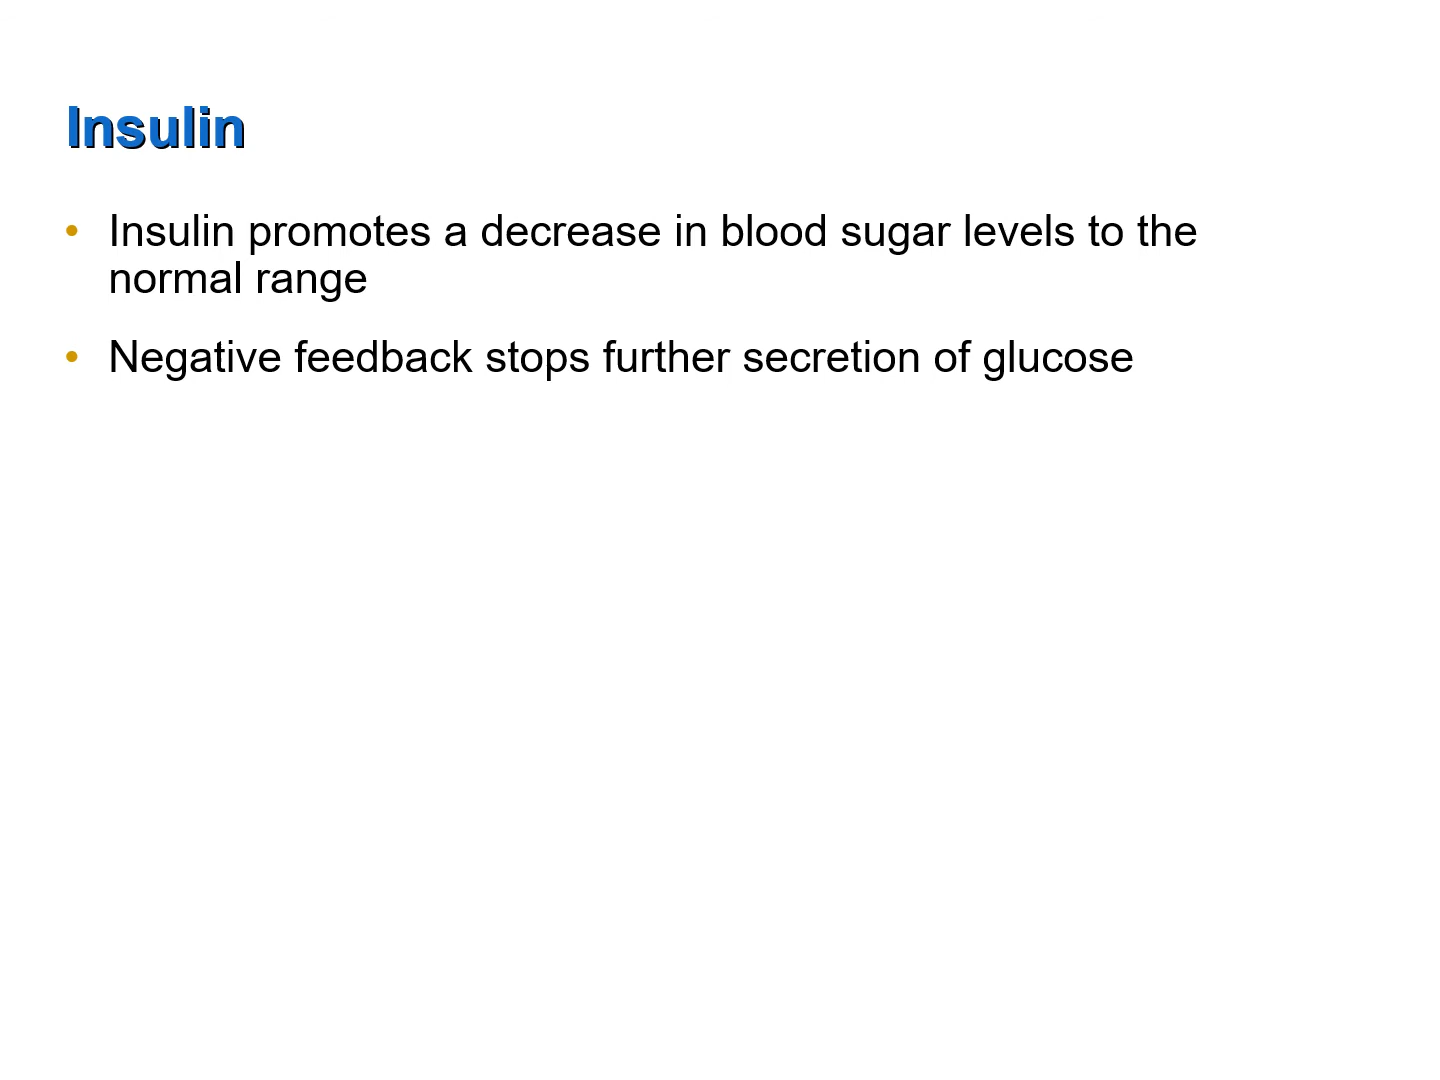 Insulin
• Insulin promotes a decrease in blood sugar levels to the
normal range
• Negative feedback stops further secretion of glucose